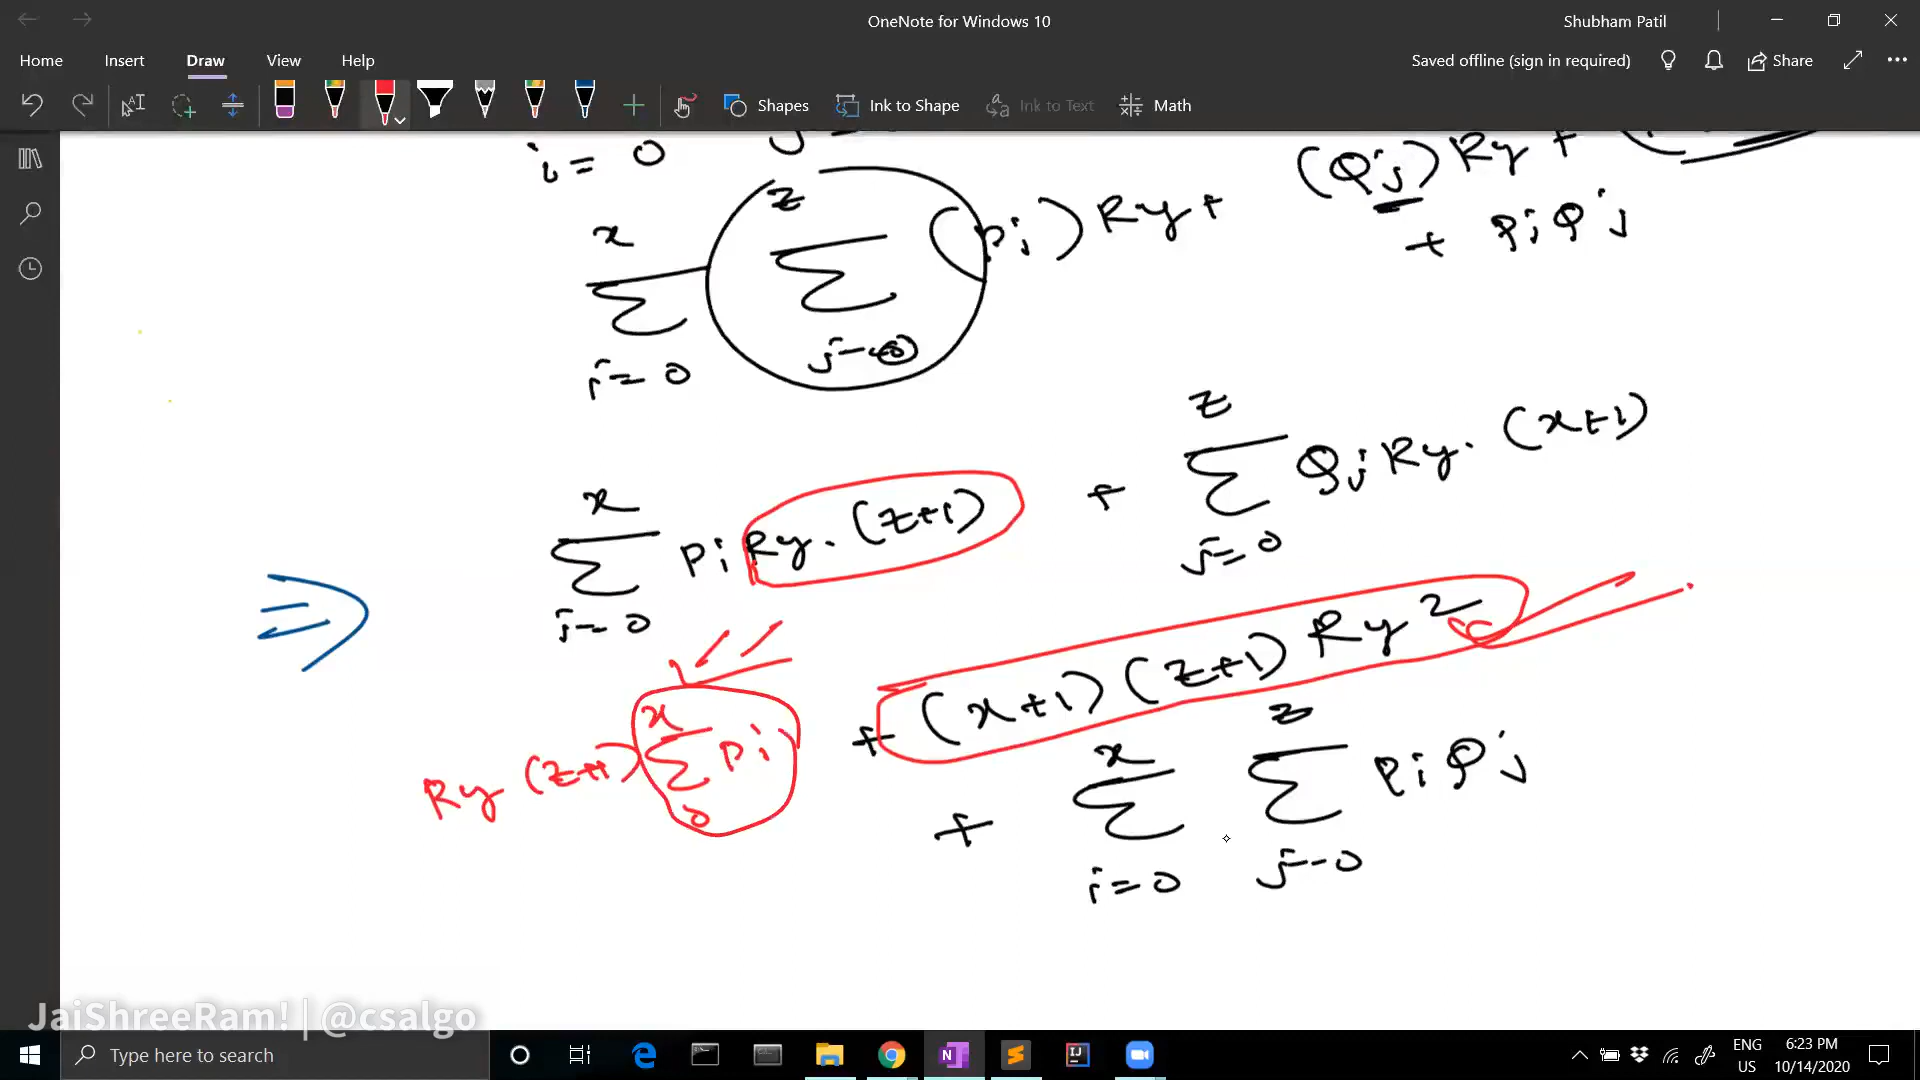 OneNote for Windows 10
Shubham Patil
Home Insert Draw View Help
Saved offline (sign in required) Share
Shapes Ink to Shape Ink to Text Math
i = 0
(Qj) Ry +
x z
Σ Σ (Pi) Ry +
+ PiQj
i = 0 j = 0
x z
Σ Pi Ry · (z+1) + Σ Qj Ry · (x+1)
i = 0 j = 0
+ (x+1) (z+1) Ry²
x
Ry (z+1) Σ Pi
0
x z
+ Σ Σ Pi Qj
i = 0 j = 0
JaiShreeRam! | @csalgo
Type here to search
ENG
US
6:23 PM
10/14/2020